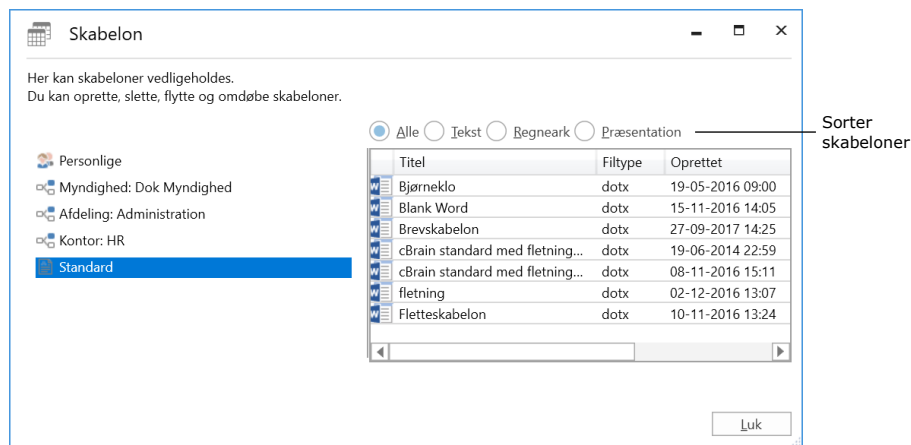 Skabelon
Her kan skabeloner vedligeholdes.
Du kan oprette, slette, flytte og omdøbe skabeloner.
Alle Tekst Regneark Præsentation
Sorter
skabeloner
Personlige
Myndighed: Dok Myndighed
Afdeling: Administration
Kontor: HR
Standard
Titel Filtype Oprettet
Bjørneklo dotx 19-05-2016 09:00
Blank Word dotx 15-11-2016 14:05
Brevskabelon dotx 27-09-2017 14:25
cBrain standard med fletning... dotx 19-06-2014 22:59
cBrain standard med fletning... dotx 08-11-2016 15:11
fletning dotx 02-12-2016 13:07
Fletteskabelon dotx 10-11-2016 13:24
Luk